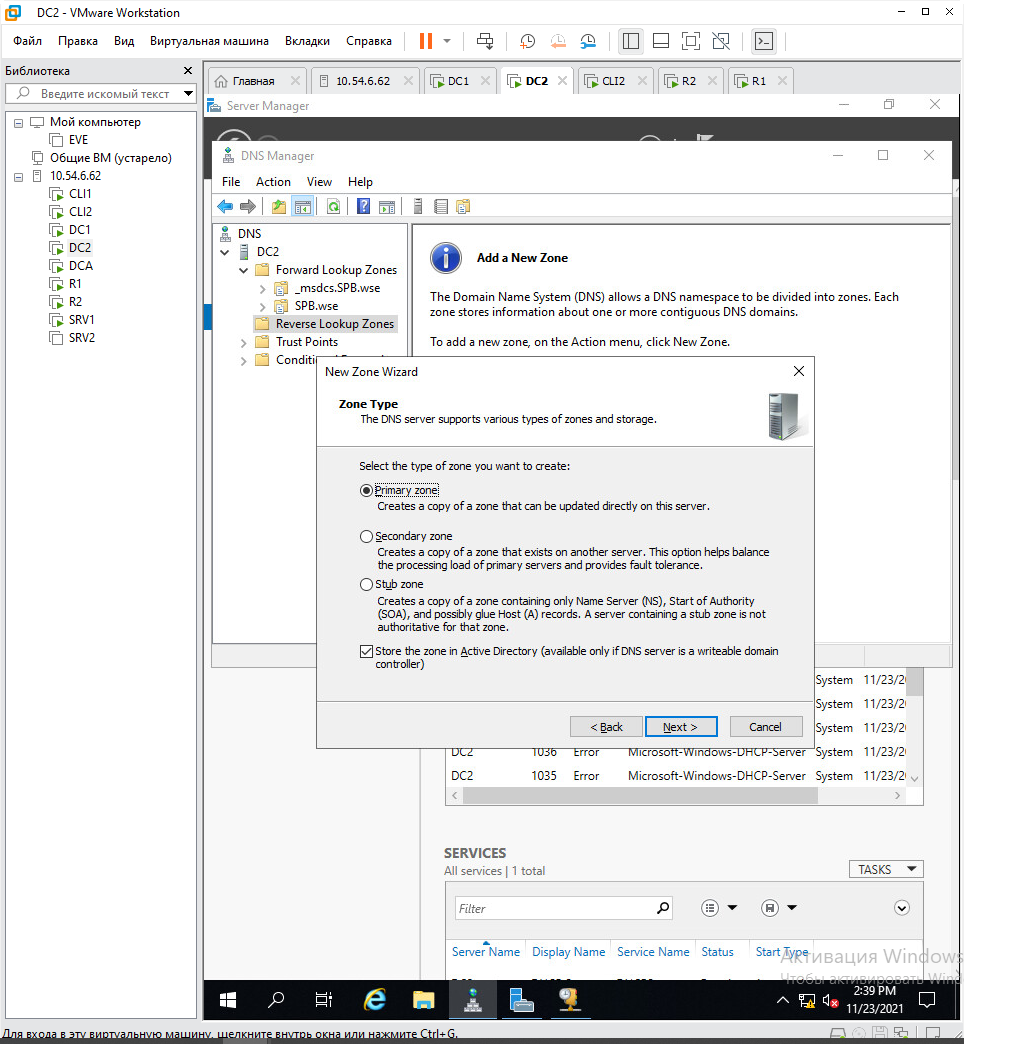 DC2 - VMware Workstation
Файл Правка Вид Виртуальная машина Вкладки Справка
Библиотека
Введите искомый текст
Мой компьютер
EVE
Общие ВМ (устарело)
10.54.6.62
CLI1
CLI2
DC1
DC2
DCA
R1
R2
SRV1
SRV2
Главная 10.54.6.62 DC1 DC2 CLI2 R2 R1
Server Manager
DNS Manager
File Action View Help
DNS
DC2
Forward Lookup Zones
_msdcs.SPB.wse
SPB.wse
Reverse Lookup Zones
Trust Points
Add a New Zone
The Domain Name System (DNS) allows a DNS namespace to be divided into zones. Each
zone stores information about one or more contiguous DNS domains.
To add a new zone, on the Action menu, click New Zone.
New Zone Wizard
Zone Type
The DNS server supports various types of zones and storage.
Select the type of zone you want to create:
Primary zone
Creates a copy of a zone that can be updated directly on this server.
Secondary zone
Creates a copy of a zone that exists on another server. This option helps balance
the processing load of primary servers and provides fault tolerance.
Stub zone
Creates a copy of a zone containing only Name Server (NS), Start of Authority
(SOA), and possibly glue Host (A) records. A server containing a stub zone is not
authoritative for that zone.
Store the zone in Active Directory (available only if DNS server is a writeable domain
controller)
< Back Next > Cancel
System 11/23/20
System 11/23/20
System 11/23/20
DC2 1036 Error Microsoft-Windows-DHCP-Server System 11/23/20
DC2 1035 Error Microsoft-Windows-DHCP-Server System 11/23/20
SERVICES
All services | 1 total
TASKS
Filter
Server Name Display Name Service Name Status Start Type
Активация Windows
Чтобы активировать Wind
2:39 PM
11/23/2021
Для входа в эту виртуальную машину, щелкните внутрь окна или нажмите Ctrl+G.